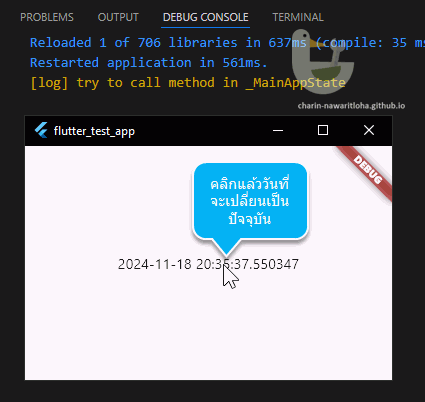 PROBLEMS OUTPUT DEBUG CONSOLE TERMINAL
Reloaded 1 of 706 libraries in 637ms (compile: 35 ms
Restarted application in 561ms.
[log] try to call method in _MainAppState
charin-nawaritloha.github.io
flutter_test_app
DEBUG
คลิกแล้ววันที่
จะเปลี่ยนเป็น
ปัจจุบัน
2024-11-18 20:35:37.550347